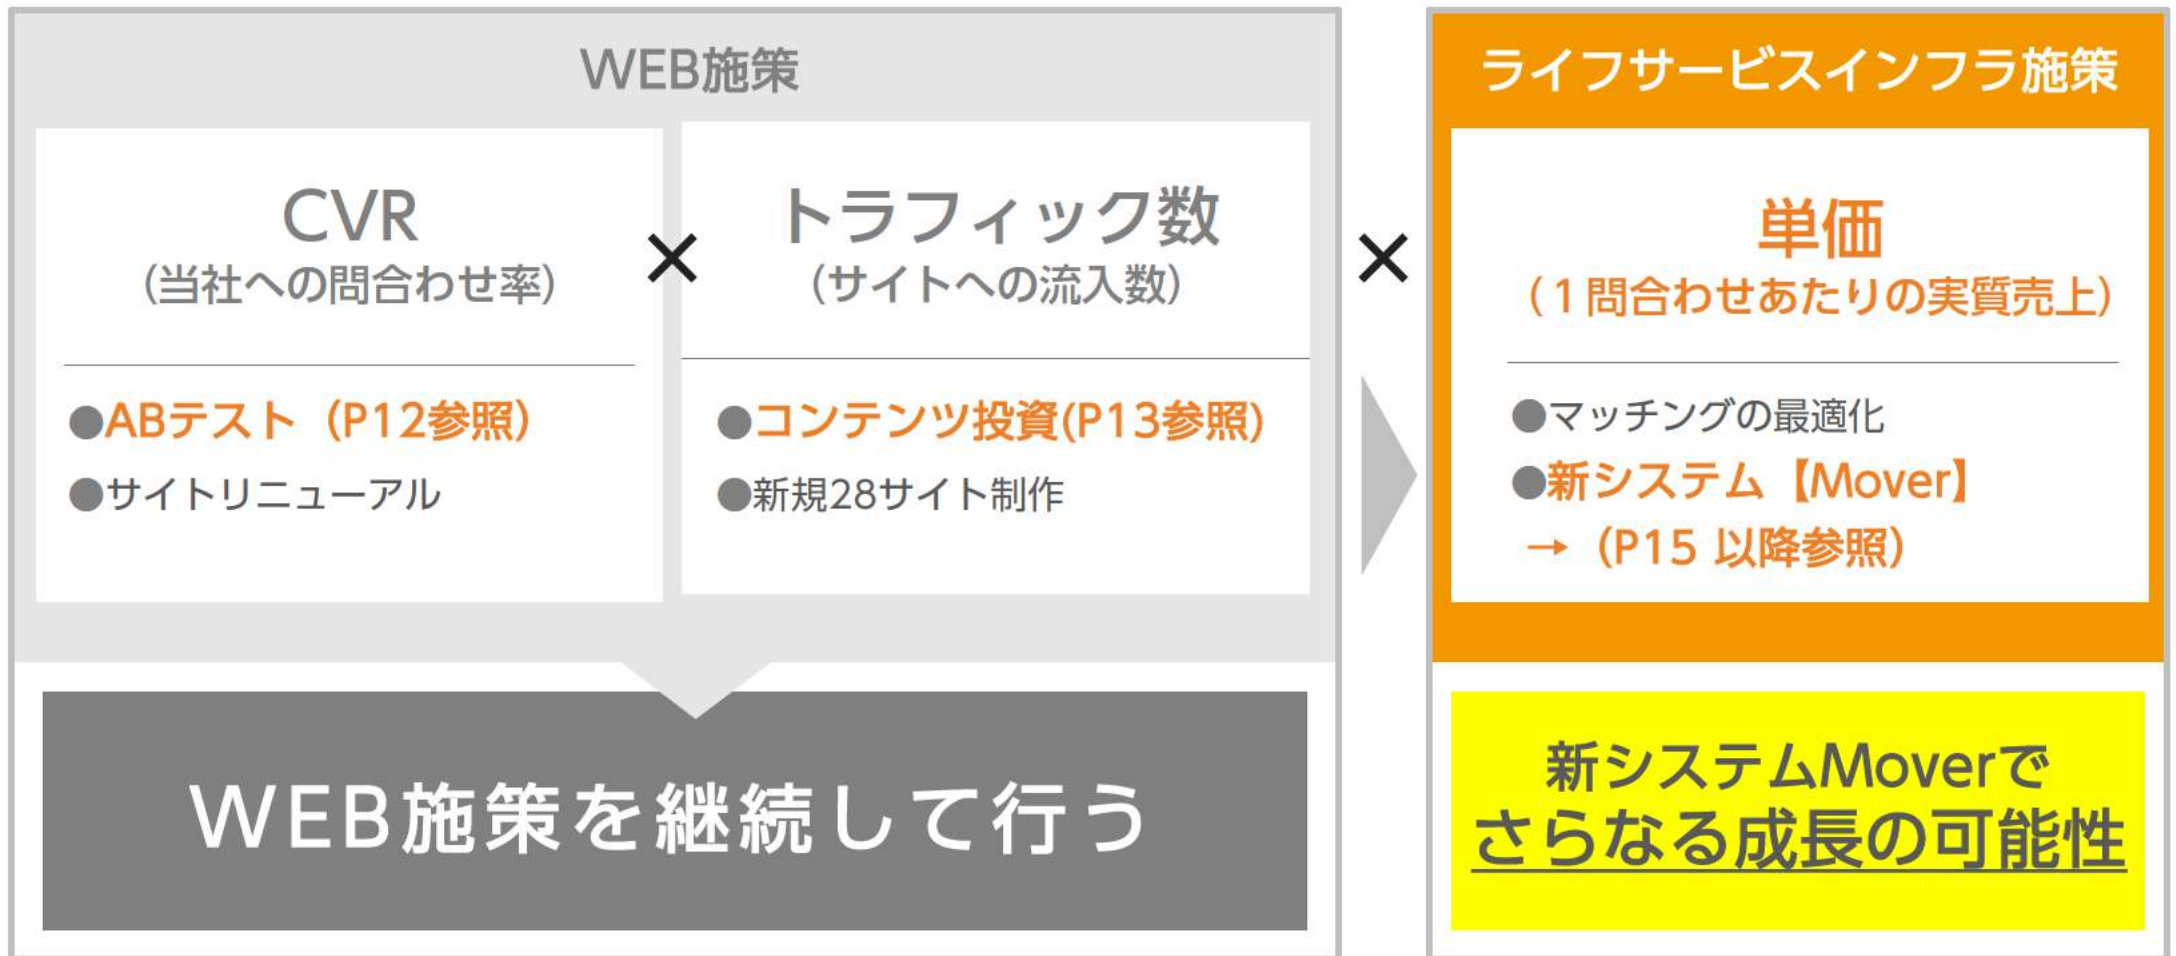 WEB施策
CVR
（当社への問合わせ率）
●ABテスト（P12参照）
●サイトリニューアル
×
トラフィック数
（サイトへの流入数）
●コンテンツ投資(P13参照)
●新規28サイト制作
WEB施策を継続して行う
×
ライフサービスインフラ施策
単価
（１問合わせあたりの実質売上）
●マッチングの最適化
●新システム【Mover】
→（P15 以降参照）
新システムMoverで
さらなる成長の可能性